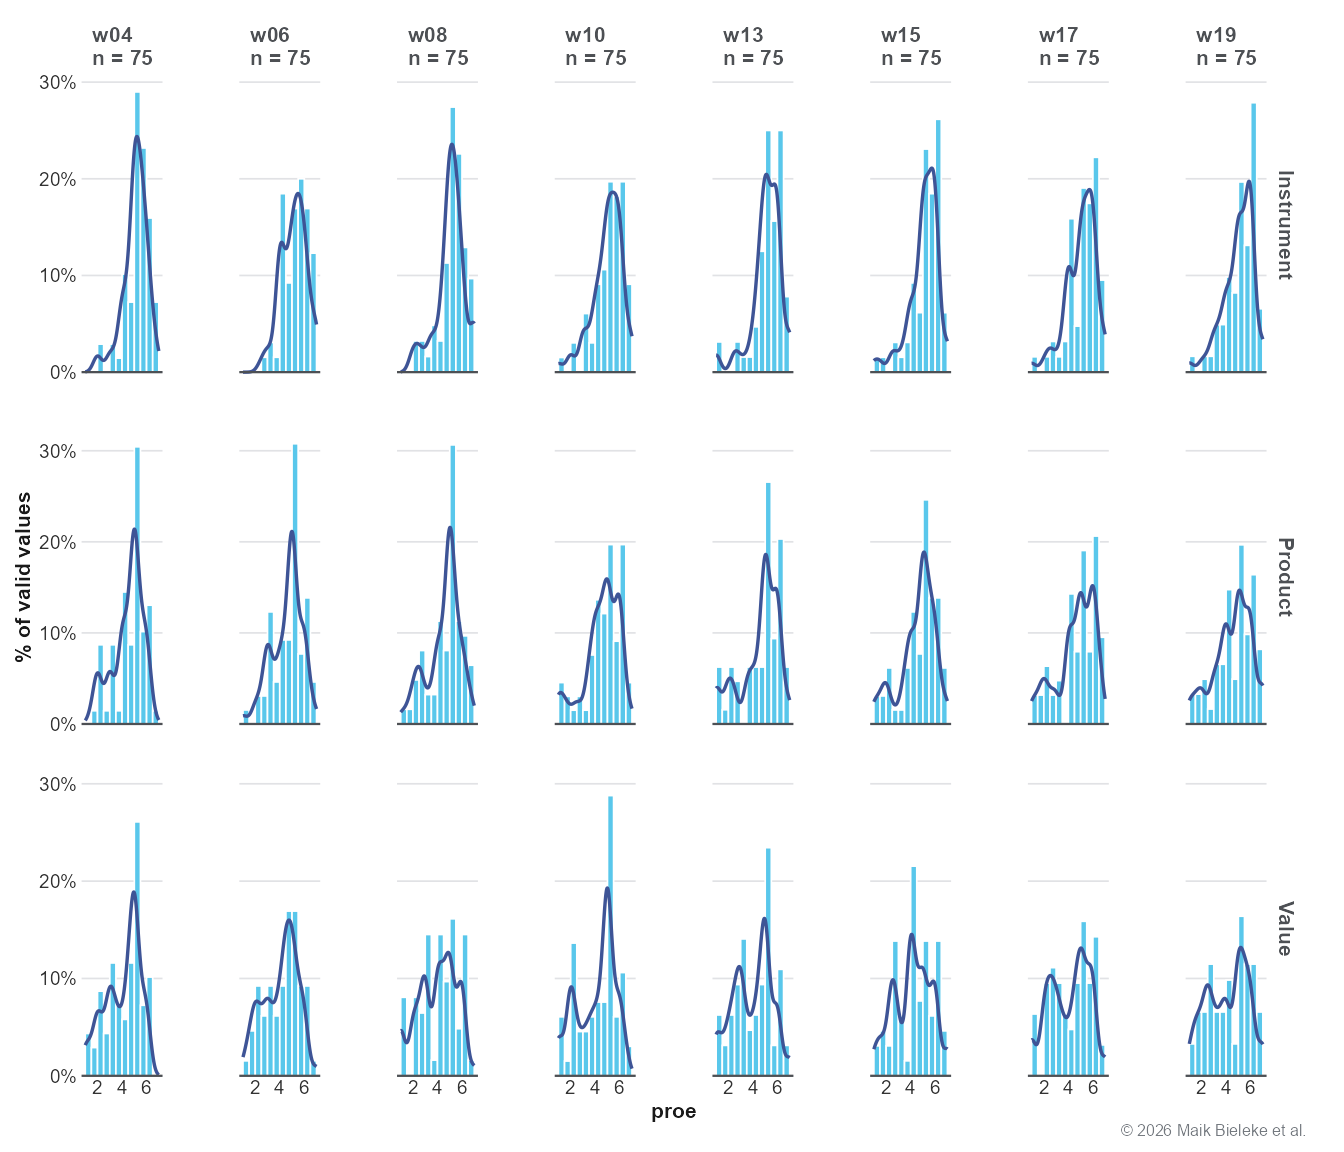 w04 w06 w08 w10 w13 w15 w17 w19
n = 75 n = 75 n = 75 n = 75 n = 75 n = 75 n = 75 n = 75
30%
20%
10%
0%
Instrument
30%
20%
10%
0%
Product
% of valid values
30%
20%
10%
0%
Value
2 4 6 2 4 6 2 4 6 2 4 6 2 4 6 2 4 6 2 4 6 2 4 6
proe
© 2026 Maik Bieleke et al.